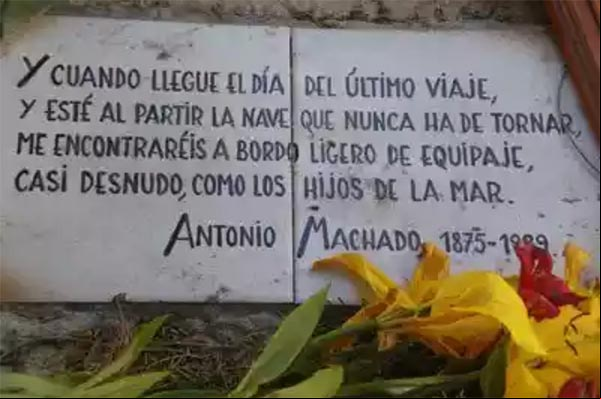 Y CUANDO LLEGUE EL DÍA DEL ÚLTIMO VIAJE,
Y ESTÉ AL PARTIR LA NAVE QUE NUNCA HA DE TORNAR,
ME ENCONTRARÉIS A BORDO LIGERO DE EQUIPAJE,
CASI DESNUDO, COMO LOS HIJOS DE LA MAR.
ANTONIO MACHADO, 1875-1939